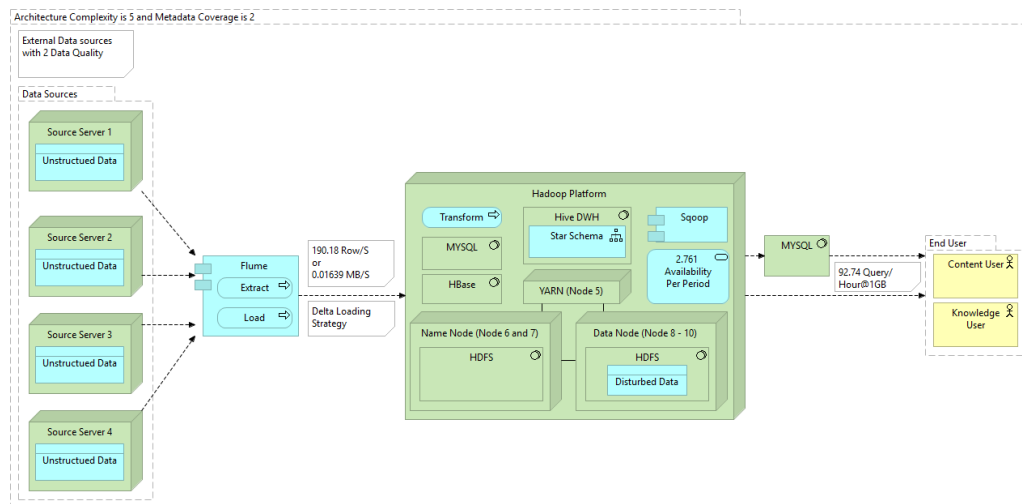 Architecture Complexity is 5 and Metadata Coverage is 2
External Data sources
with 2 Data Quality
Data Sources
Source Server 1
Unstructued Data
Source Server 2
Unstructued Data
Source Server 3
Unstructued Data
Source Server 4
Unstructued Data
Flume
Extract
Load
190.18 Row/S
or
0.01639 MB/S
Delta Loading
Strategy
Hadoop Platform
Transform
MYSQL
HBase
Hive DWH
Star Schema
YARN (Node 5)
Sqoop
2.761
Availability
Per Period
Name Node (Node 6 and 7)
HDFS
Data Node (Node 8 - 10)
HDFS
Disturbed Data
MYSQL
92.74 Query/
Hour@1GB
End User
Content User
Knowledge
User